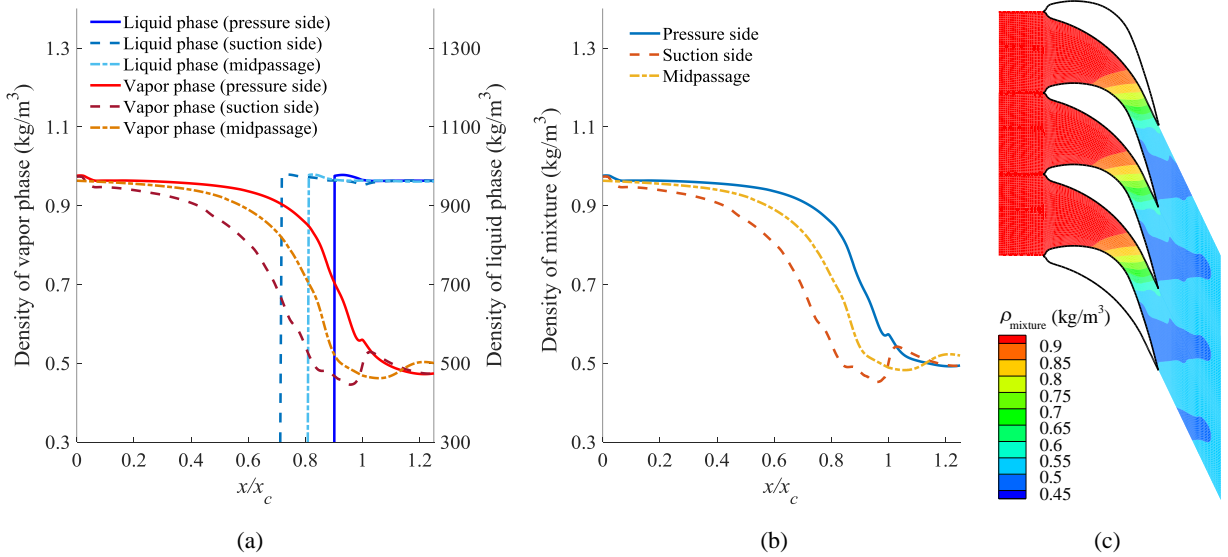 Liquid phase (pressure side)
Liquid phase (suction side)
Liquid phase (midpassage)
Vapor phase (pressure side)
Vapor phase (suction side)
Vapor phase (midpassage)
Density of vapor phase (kg/m³)
1.3
1.1
0.9
0.7
0.5
0.3
Density of liquid phase (kg/m³)
1300
1100
900
700
500
300
0 0.2 0.4 0.6 0.8 1 1.2
x/x_c
(a)
Pressure side
Suction side
Midpassage
Density of mixture (kg/m³)
1.3
1.1
0.9
0.7
0.5
0.3
0 0.2 0.4 0.6 0.8 1 1.2
x/x_c
(b)
ρ_mixture (kg/m³)
0.9
0.85
0.8
0.75
0.7
0.65
0.6
0.55
0.5
0.45
(c)